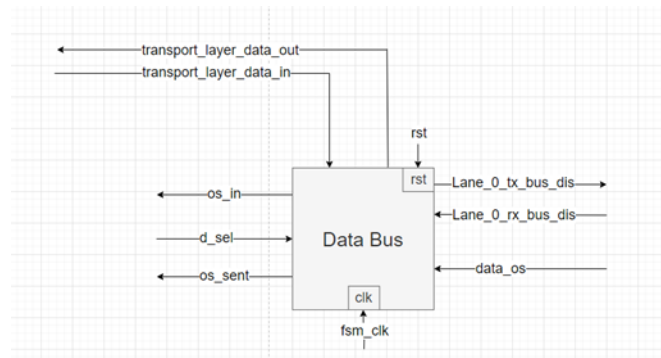 transport_layer_data_out
transport_layer_data_in
rst
rst
Lane_0_tx_bus_dis
os_in
Lane_0_rx_bus_dis
d_sel
Data Bus
data_os
os_sent
clk
fsm_clk